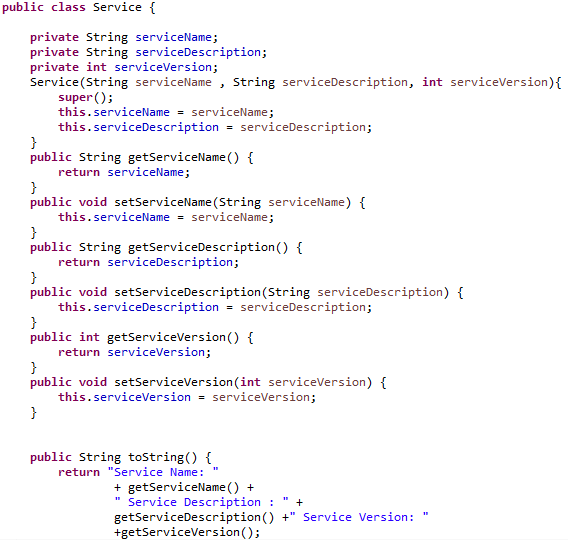 public class Service {
private String serviceName;
private String serviceDescription;
private int serviceVersion;
Service(String serviceName , String serviceDescription, int serviceVersion){
super();
this.serviceName = serviceName;
this.serviceDescription = serviceDescription;
}
public String getServiceName() {
return serviceName;
}
public void setServiceName(String serviceName) {
this.serviceName = serviceName;
}
public String getServiceDescription() {
return serviceDescription;
}
public void setServiceDescription(String serviceDescription) {
this.serviceDescription = serviceDescription;
}
public int getServiceVersion() {
return serviceVersion;
}
public void setServiceVersion(int serviceVersion) {
this.serviceVersion = serviceVersion;
}
public String toString() {
return "Service Name: "
+ getServiceName() +
" Service Description : " +
getServiceDescription() +" Service Version: "
+getServiceVersion();